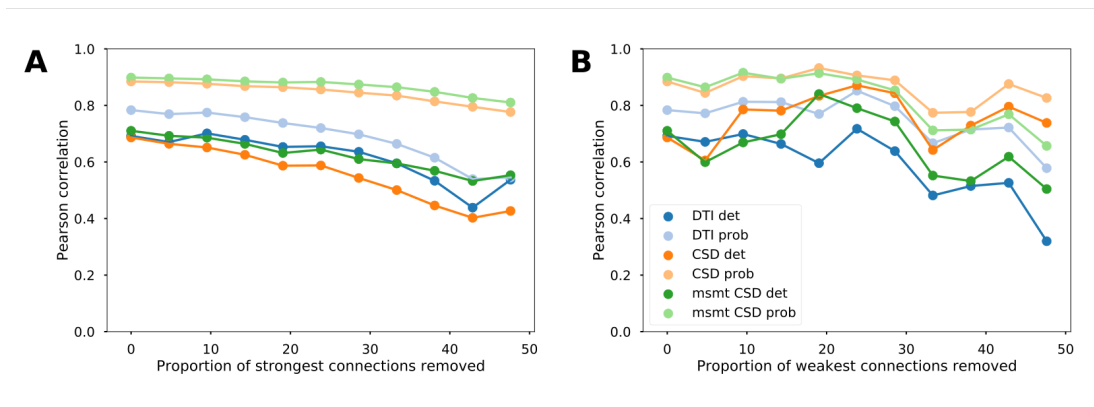 A
1.0
0.8
0.6
0.4
0.2
0.0
Pearson correlation
0 10 20 30 40 50
Proportion of strongest connections removed
B
1.0
0.8
0.6
0.4
0.2
0.0
Pearson correlation
DTI det
DTI prob
CSD det
CSD prob
msmt CSD det
msmt CSD prob
0 10 20 30 40 50
Proportion of weakest connections removed